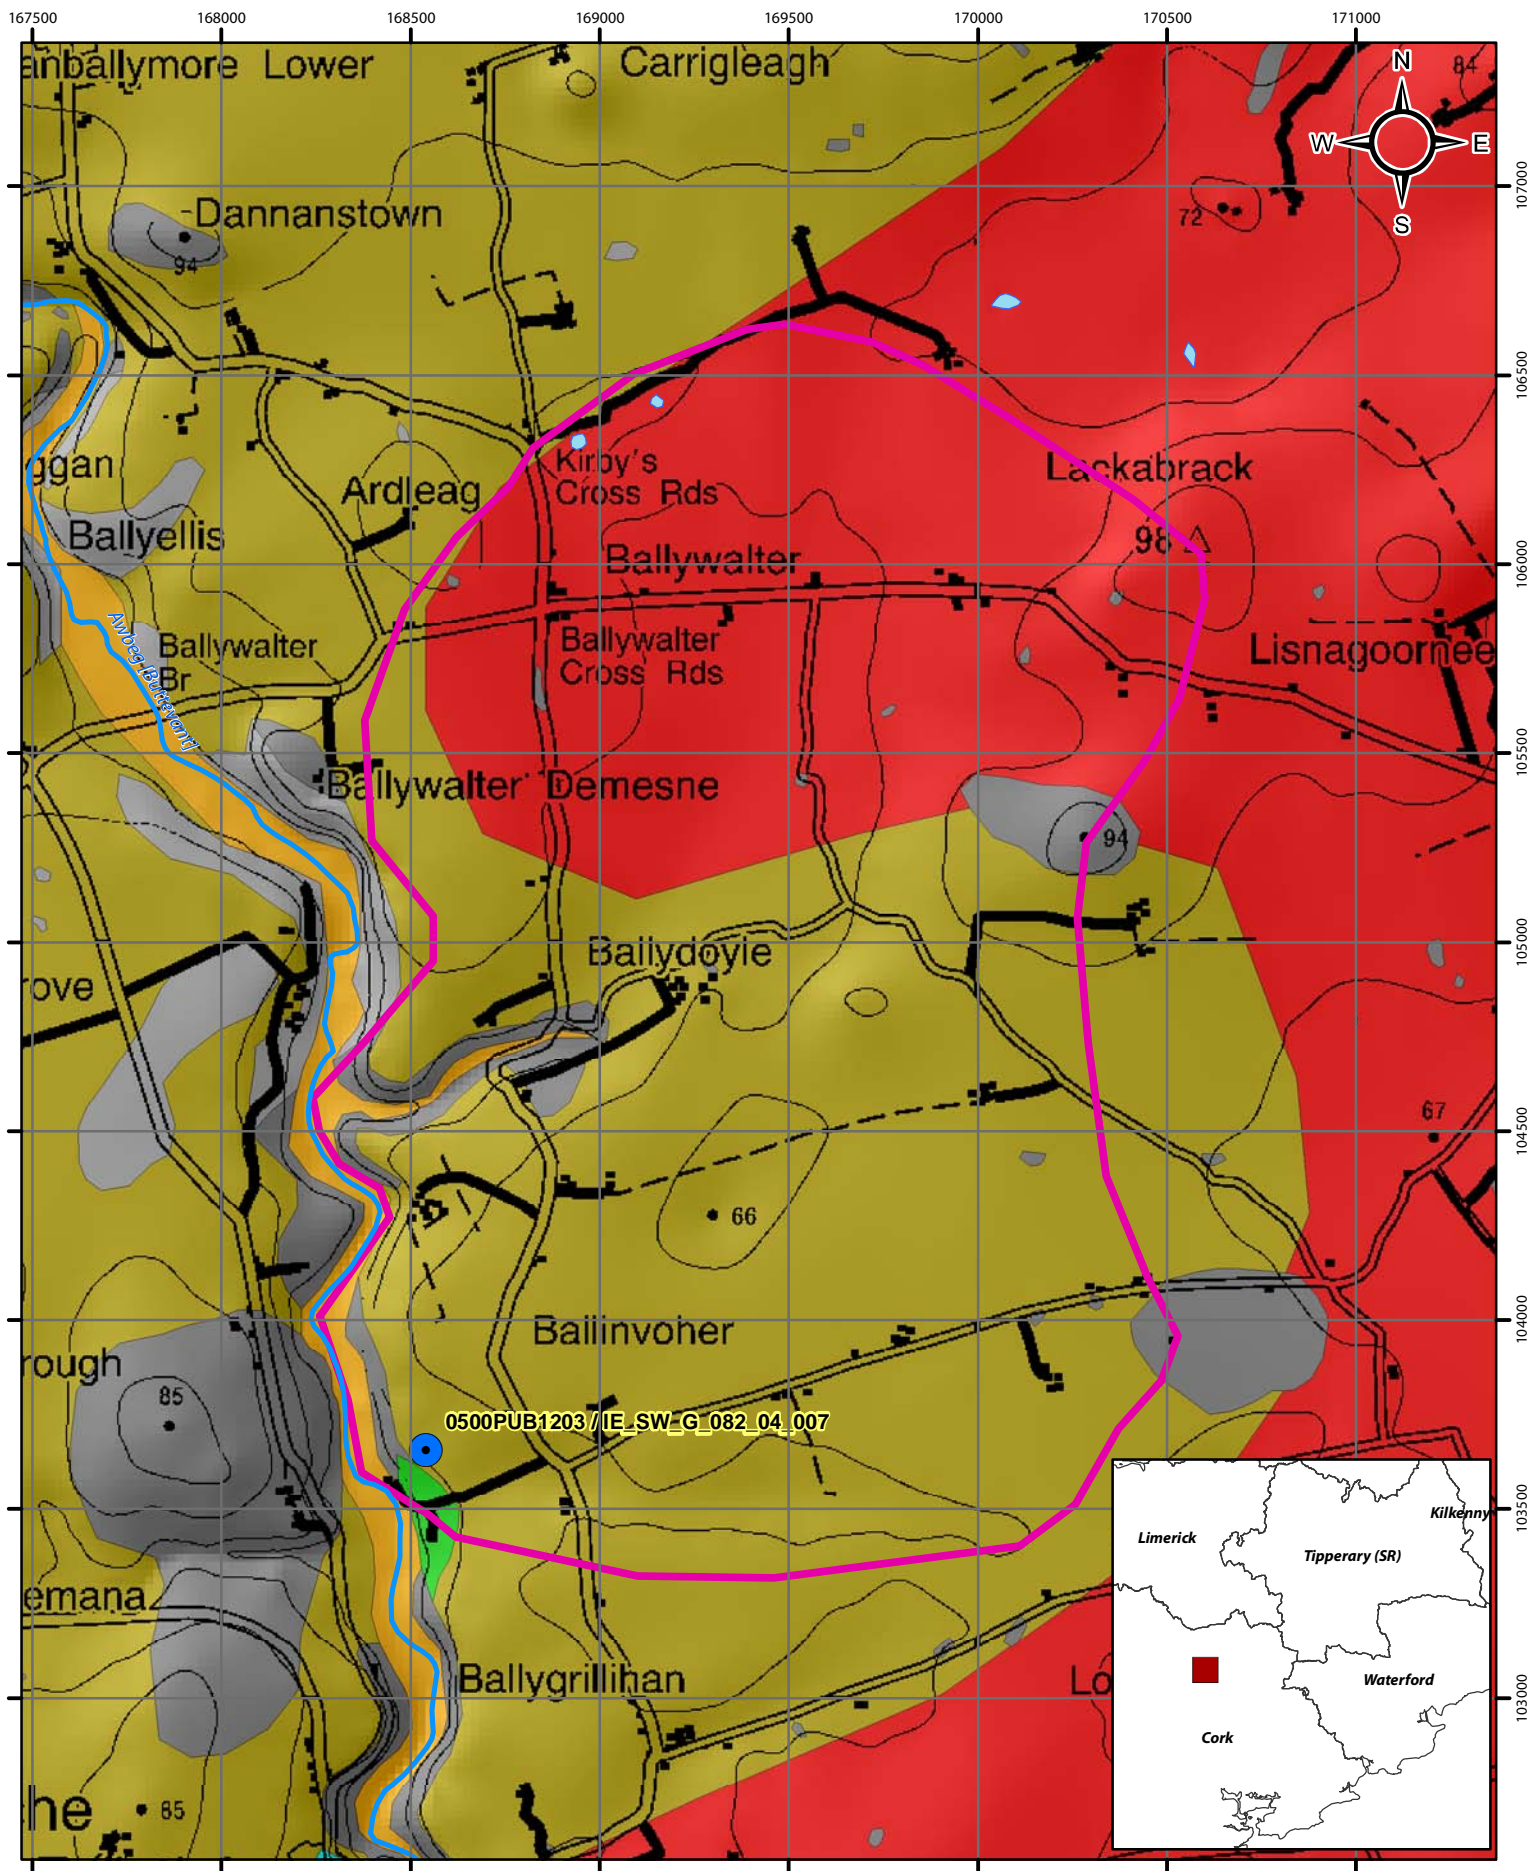 167500 168000 168500 169000 169500 170000 170500 171000
anballymore Lower
Carrigleagh
84
N
W E
S
107000
Dannanstown
72
94
106500
ggan
Kirby's
Cross Rds
Lackabrack
Ardleag
Ballyellis
98
Ballywalter
106000
Awbeg [Buttevant]
Ballywalter
Br
Ballywalter
Cross Rds
Lisnagoornee
105500
Ballywalter Demesne
94
105000
Ballydoyle
rove
104500
67
66
104000
Ballinvoher
rough
85
0500PUB1203 / IE_SW_G_082_04_007
103500
Kilkenny
Limerick
Tipperary (SR)
emana
Ballygrillihan
Lo
Waterford
103000
Cork
he
85